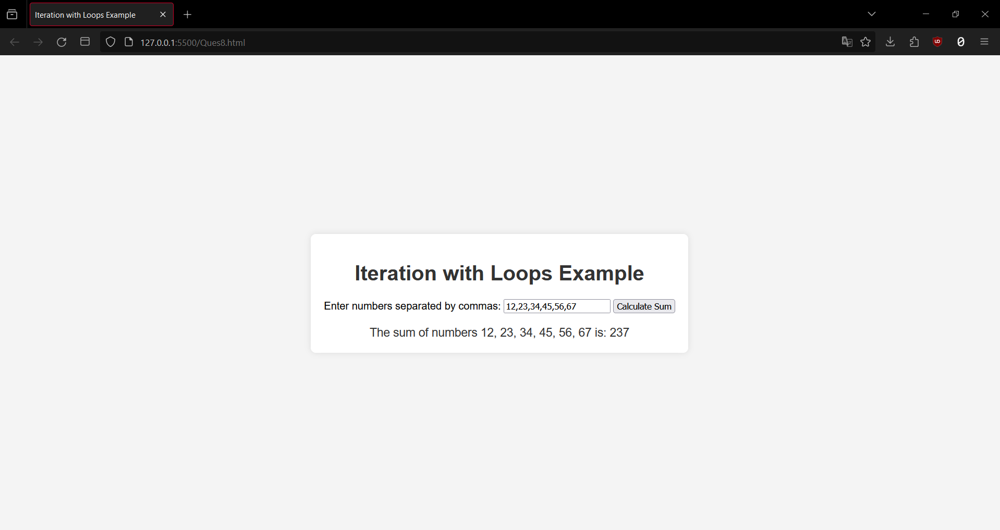 Iteration with Loops Example
127.0.0.1:5500/Ques8.html
Iteration with Loops Example
Enter numbers separated by commas: 12,23,34,45,56,67 Calculate Sum
The sum of numbers 12, 23, 34, 45, 56, 67 is: 237